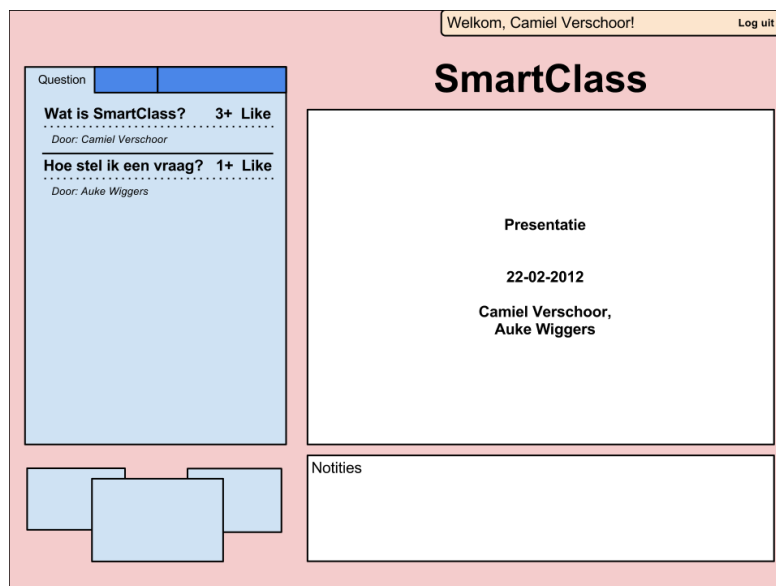 Welkom, Camiel Verschoor! Log uit
SmartClass
Question
Wat is SmartClass? 3+ Like
Door: Camiel Verschoor
Hoe stel ik een vraag? 1+ Like
Door: Auke Wiggers
Presentatie
22-02-2012
Camiel Verschoor,
Auke Wiggers
Notities